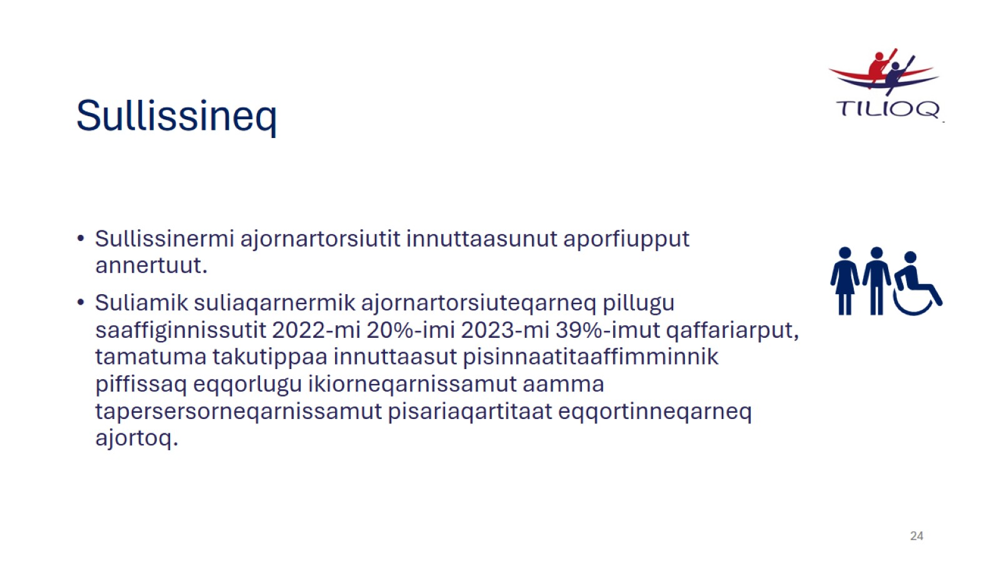 TILIOQ
Sullissineq
• Sullissinermi ajornartorsiutit innuttaasunut aporfiupput
annertuut.
• Suliamik suliaqarnermik ajornartorsiuteqarneq pillugu
saaffiginnissutit 2022-mi 20%-imi 2023-mi 39%-imut qaffariarput,
tamatuma takutippaa innuttaasut pisinnaatitaaffimminnik
piffissaq eqqorlugu ikiorneqarnissamut aamma
tapersersorneqarnissamut pisariaqartitaat eqqortinneqarneq
ajortoq.
24